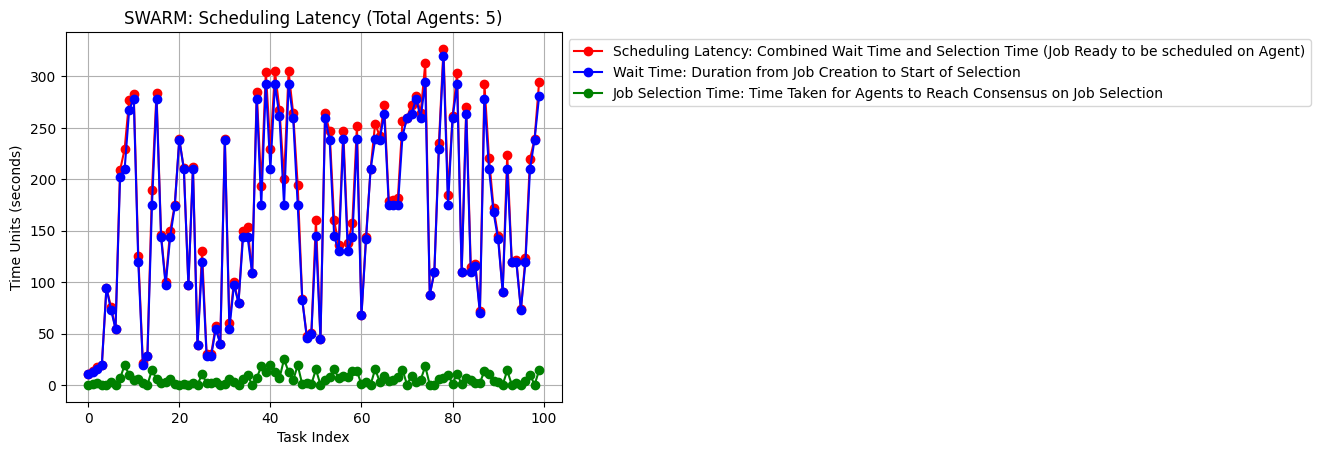 SWARM: Scheduling Latency (Total Agents: 5)
Scheduling Latency: Combined Wait Time and Selection Time (Job Ready to be scheduled on Agent)
Wait Time: Duration from Job Creation to Start of Selection
Job Selection Time: Time Taken for Agents to Reach Consensus on Job Selection
Time Units (seconds)
300
250
200
150
100
50
0
0 20 40 60 80 100
Task Index